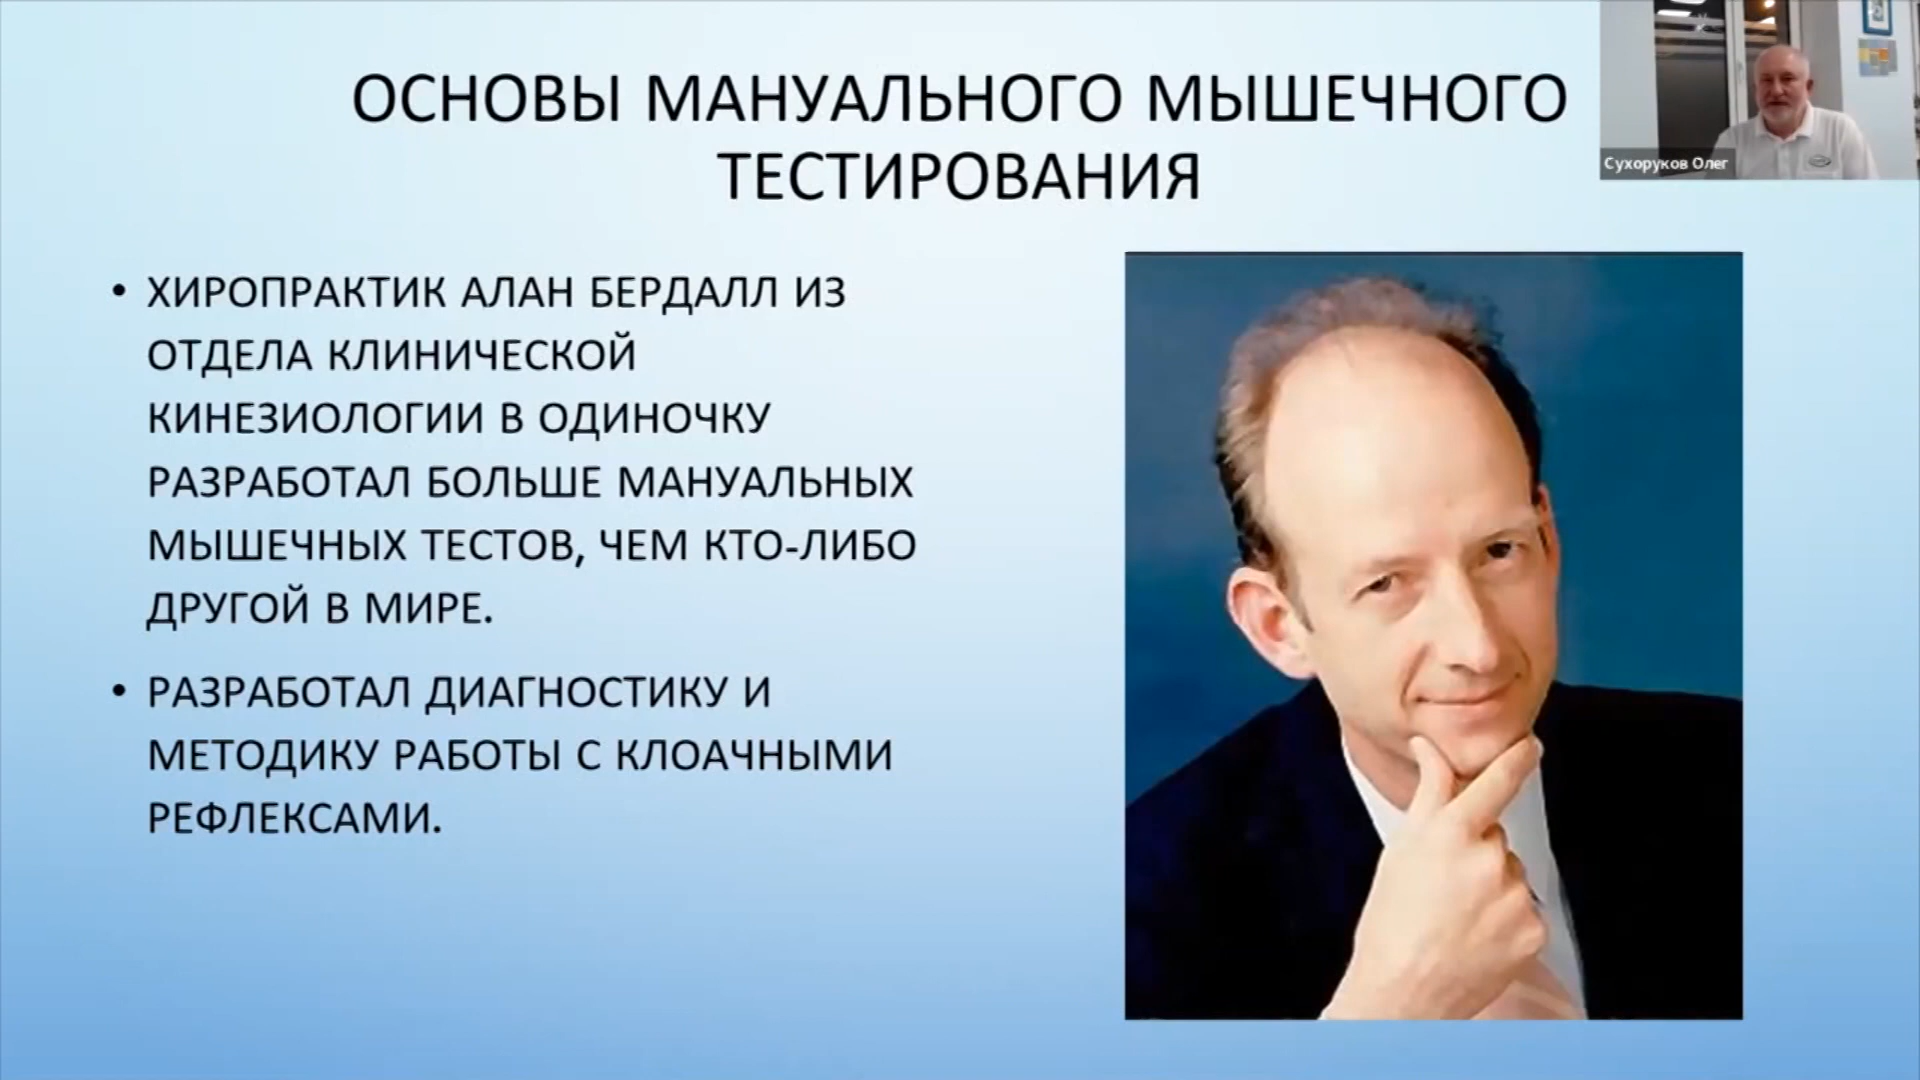 ОСНОВЫ МАНУАЛЬНОГО МЫШЕЧНОГО
ТЕСТИРОВАНИЯ
Сухоруков Олег
• ХИРОПРАКТИК АЛАН БЕРДАЛЛ ИЗ
ОТДЕЛА КЛИНИЧЕСКОЙ
КИНЕЗИОЛОГИИ В ОДИНОЧКУ
РАЗРАБОТАЛ БОЛЬШЕ МАНУАЛЬНЫХ
МЫШЕЧНЫХ ТЕСТОВ, ЧЕМ КТО-ЛИБО
ДРУГОЙ В МИРЕ.
• РАЗРАБОТАЛ ДИАГНОСТИКУ И
МЕТОДИКУ РАБОТЫ С КЛОАЧНЫМИ
РЕФЛЕКСАМИ.